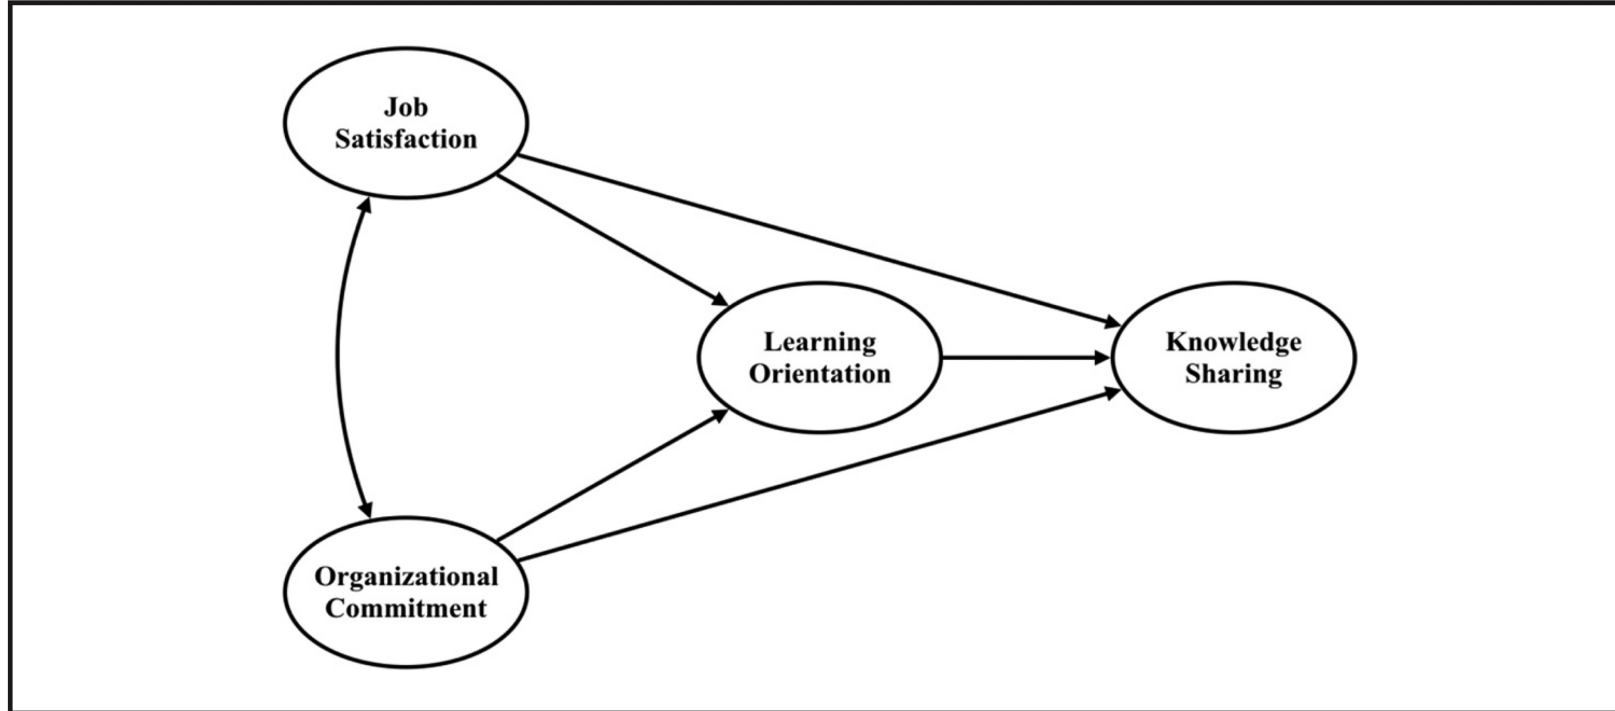 Job
Satisfaction
Learning
Orientation
Knowledge
Sharing
Organizational
Commitment